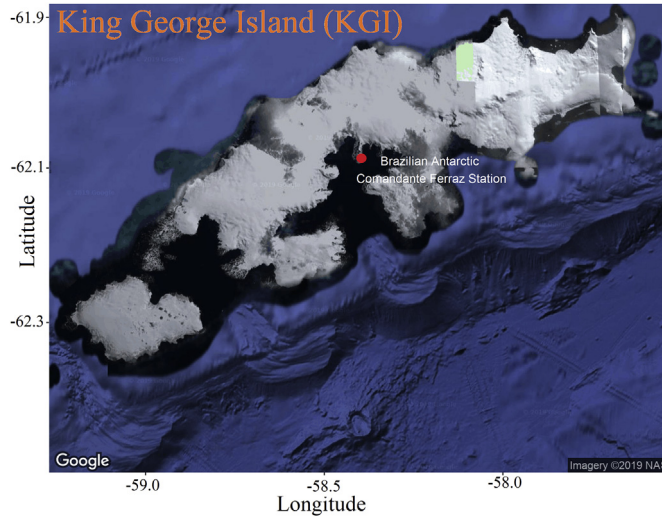 King George Island (KGI)
-61.9
-62.1
-62.3
Latitude
Brazilian Antarctic
Comandante Ferraz Station
Google
Imagery ©2019 NA
-59.0
-58.5
-58.0
Longitude